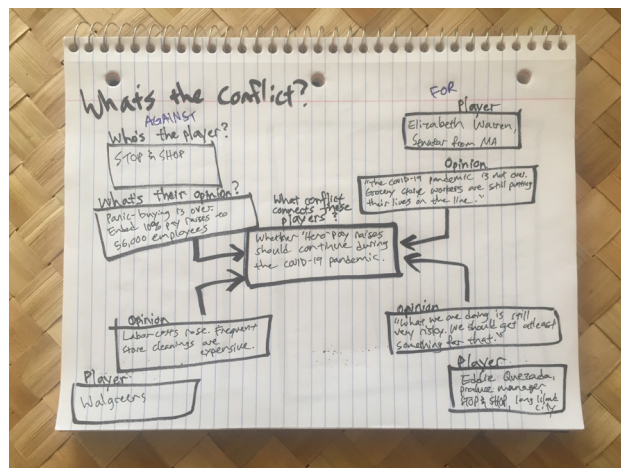 What's the Conflict?
AGAINST
Who's the player?
STOP & SHOP
What's their opinion?
Panic-buying is over.
Ended 10% pay raises to
56,000 employees
What conflict
connects these
players?
Whether "Hero" pay raises
should continue during
the covid-19 pandemic.
Opinion
Labor costs rose. Frequent
store cleanings are
expensive.
Player
Walgreens
FOR
Player
Elizabeth Warren,
Senator from MA
Opinion
"The covid-19 pandemic is not over.
Grocery store workers are still putting
their lives on the line."
Opinion
"What we are doing is still
very risky. We should get at least
something for that."
Player
Eddie Quezada,
produce manager,
STOP & SHOP, long island
city